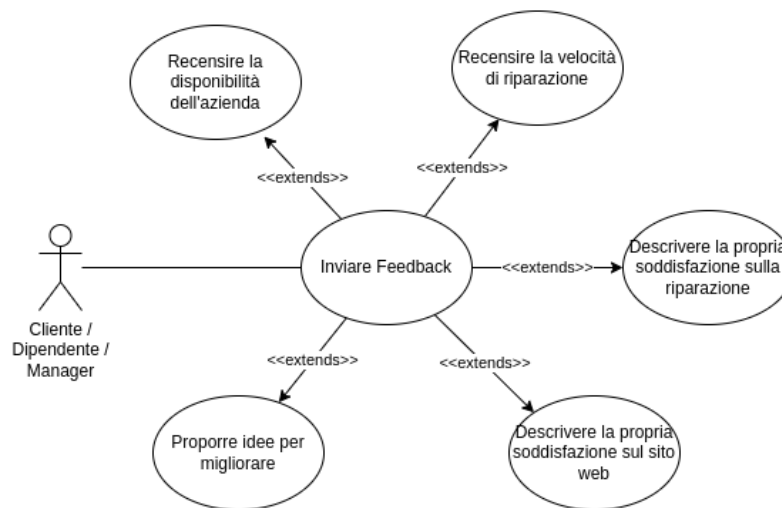 Recensire la
disponibilità
dell'azienda
Recensire la velocità
di riparazione
<<extends>>
<<extends>>
Inviare Feedback
<<extends>>
Descrivere la propria
soddisfazione sulla
riparazione
Cliente /
Dipendente /
Manager
<<extends>>
<<extends>>
Proporre idee per
migliorare
Descrivere la propria
soddisfazione sul sito
web